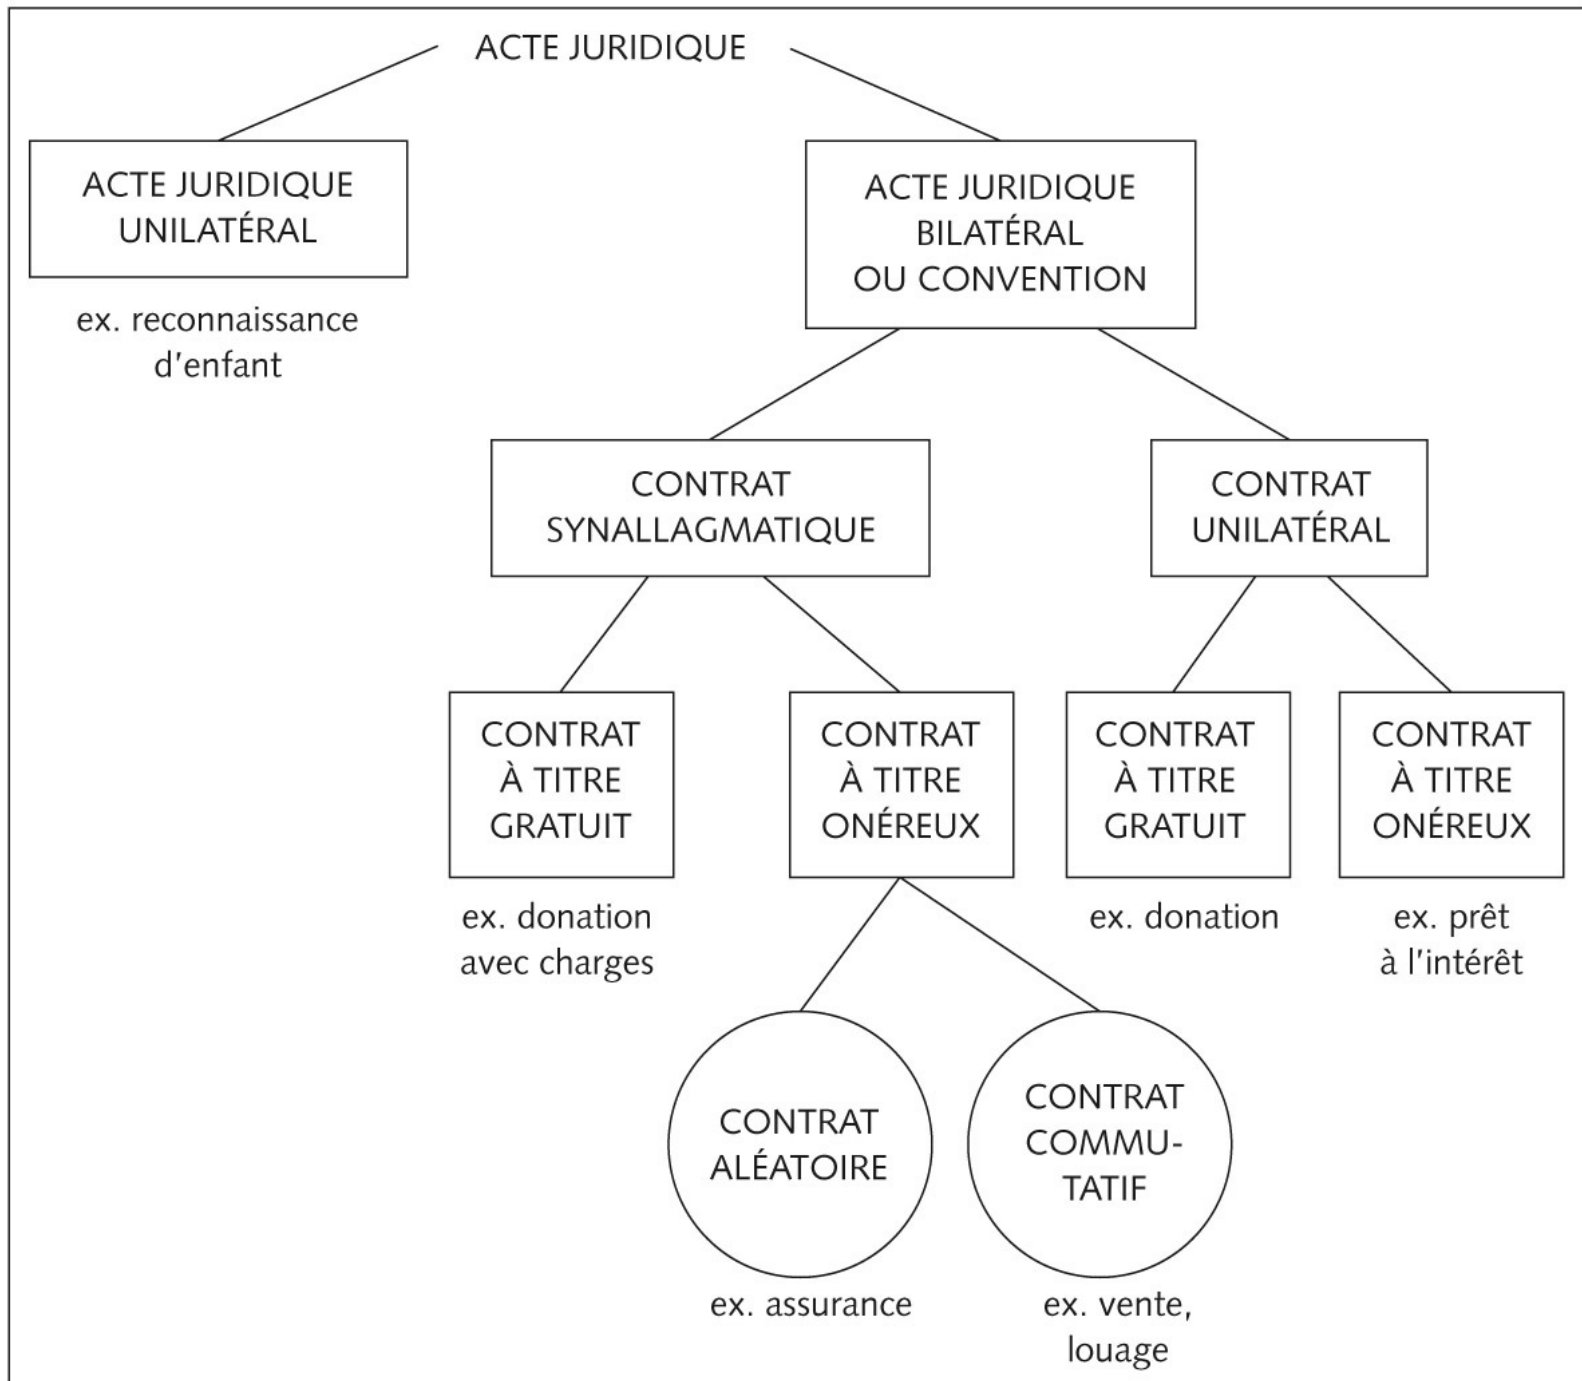 ACTE JURIDIQUE
ACTE JURIDIQUE
UNILATÉRAL
ex. reconnaissance
d'enfant
ACTE JURIDIQUE
BILATÉRAL
OU CONVENTION
CONTRAT
SYNALLAGMATIQUE
CONTRAT
UNILATÉRAL
CONTRAT
À TITRE
GRATUIT
ex. donation
avec charges
CONTRAT
À TITRE
ONÉREUX
CONTRAT
À TITRE
GRATUIT
ex. donation
CONTRAT
À TITRE
ONÉREUX
ex. prêt
à l'intérêt
CONTRAT
ALÉATOIRE
ex. assurance
CONTRAT
COMMU-
TATIF
ex. vente,
louage